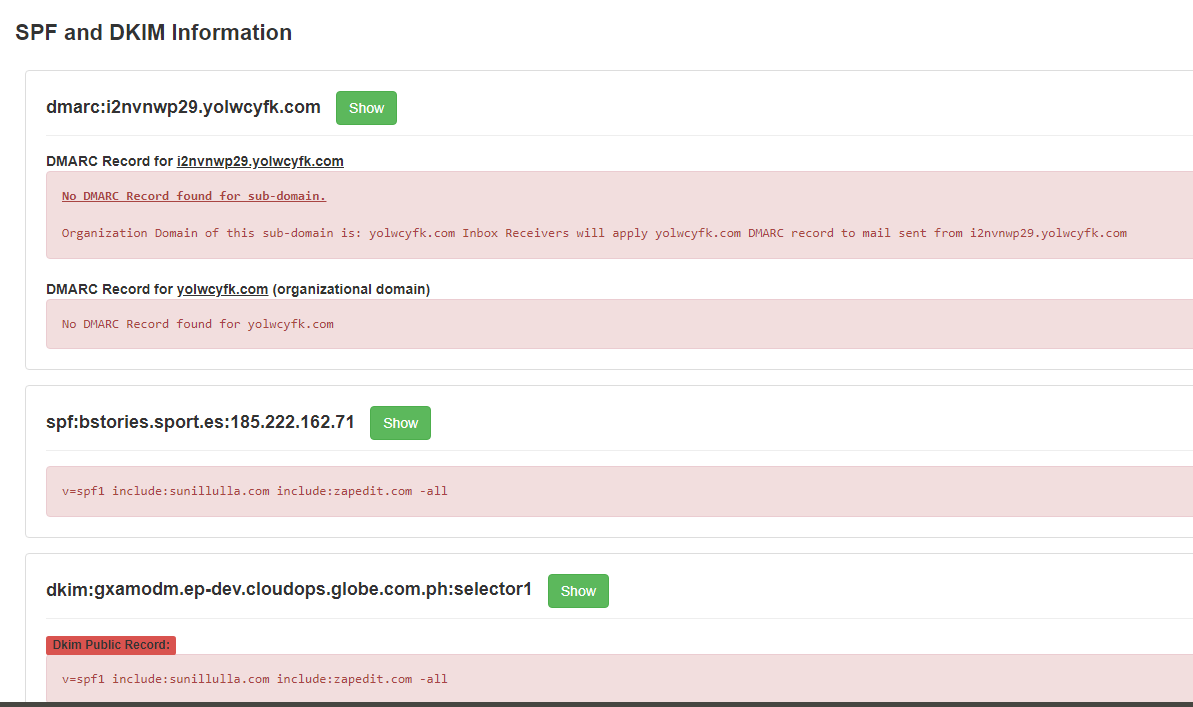 SPF and DKIM Information
dmarc:i2nvnwp29.yolwcyfk.com Show
DMARC Record for i2nvnwp29.yolwcyfk.com
No DMARC Record found for sub-domain.
Organization Domain of this sub-domain is: yolwcyfk.com Inbox Receivers will apply yolwcyfk.com DMARC record to mail sent from i2nvnwp29.yolwcyfk.com
DMARC Record for yolwcyfk.com (organizational domain)
No DMARC Record found for yolwcyfk.com
spf:bstories.sport.es:185.222.162.71 Show
v=spf1 include:sunillulla.com include:zapedit.com -all
dkim:gxamodm.ep-dev.cloudops.globe.com.ph:selector1 Show
Dkim Public Record:
v=spf1 include:sunillulla.com include:zapedit.com -all